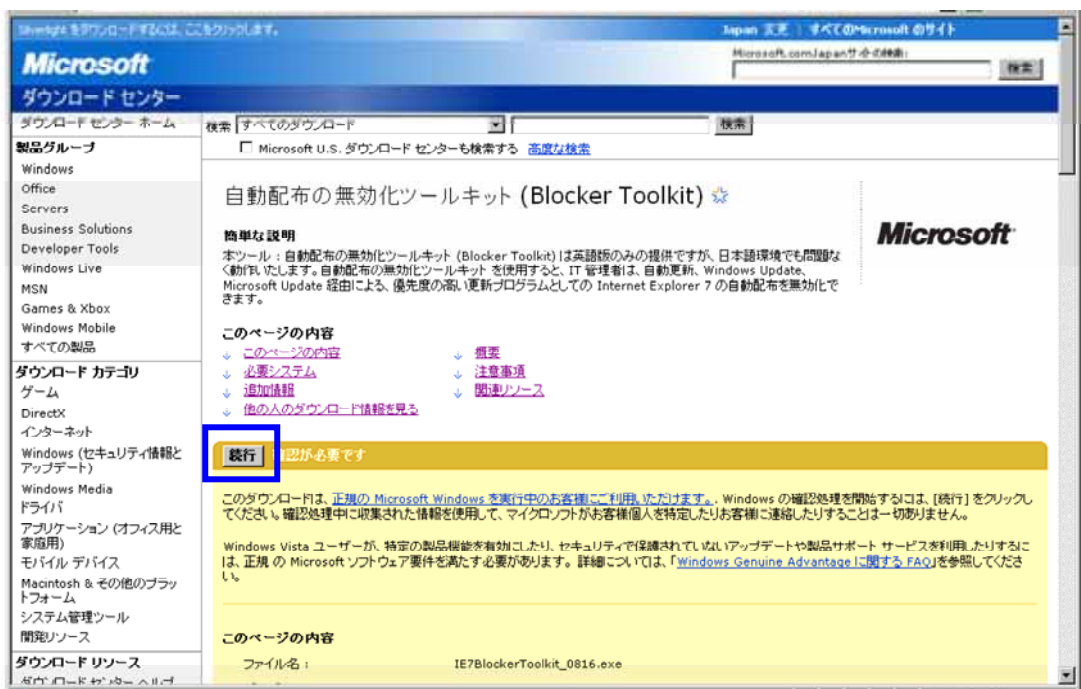 Silverlight をダウンロードするには、ここをクリックします。
Japan 変更 | すべてのMicrosoft のサイト
Microsoft
Microsoft.comJapanサイトの検索:
検索
ダウンロード センター
ダウンロード センター ホーム
検索 すべてのダウンロード 検索
Microsoft U.S. ダウンロード センターも検索する 高度な検索
製品グループ
Windows
Office
Servers
Business Solutions
Developer Tools
Windows Live
MSN
Games & Xbox
Windows Mobile
すべての製品
ダウンロード カテゴリ
ゲーム
DirectX
インターネット
Windows (セキュリティ情報と
アップデート)
Windows Media
ドライバ
アプリケーション (オフィス用と
家庭用)
モバイル デバイス
Macintosh & その他のプラッ
トフォーム
システム管理ツール
開発リソース
ダウンロード リソース
ダウンロード センター ヘルプ
自動配布の無効化ツールキット (Blocker Toolkit)
Microsoft
簡単な説明
本ツール : 自動配布の無効化ツールキット (Blocker Toolkit) は英語版のみの提供ですが、日本語環境でも問題な
く動作いたします。自動配布の無効化ツールキット を使用すると、IT 管理者は、自動更新、Windows Update、
Microsoft Update 経由による、優先度の高い更新プログラムとしての Internet Explorer 7 の自動配布を無効化で
きます。
このページの内容
このページの内容 概要
必要システム 注意事項
追加情報 関連リソース
他の人のダウンロード情報を見る
続行 確認が必要です
このダウンロードは、正規の Microsoft Windows を実行中のお客様にご利用いただけます。. Windows の確認処理を開始するには、[続行] をクリックし
てください。確認処理中に収集された情報を使用して、マイクロソフトがお客様個人を特定したりお客様に連絡したりすることは一切ありません。
Windows Vista ユーザーが、特定の製品機能を有効にしたり、セキュリティで保護されていないアップデートや製品サポート サービスを利用したりするに
は、正規 の Microsoft ソフトウェア要件を満たす必要があります。詳細については、「Windows Genuine Advantage に関する FAQ」を参照してくださ
い。
このページの内容
ファイル名 : IE7BlockerToolkit_0816.exe